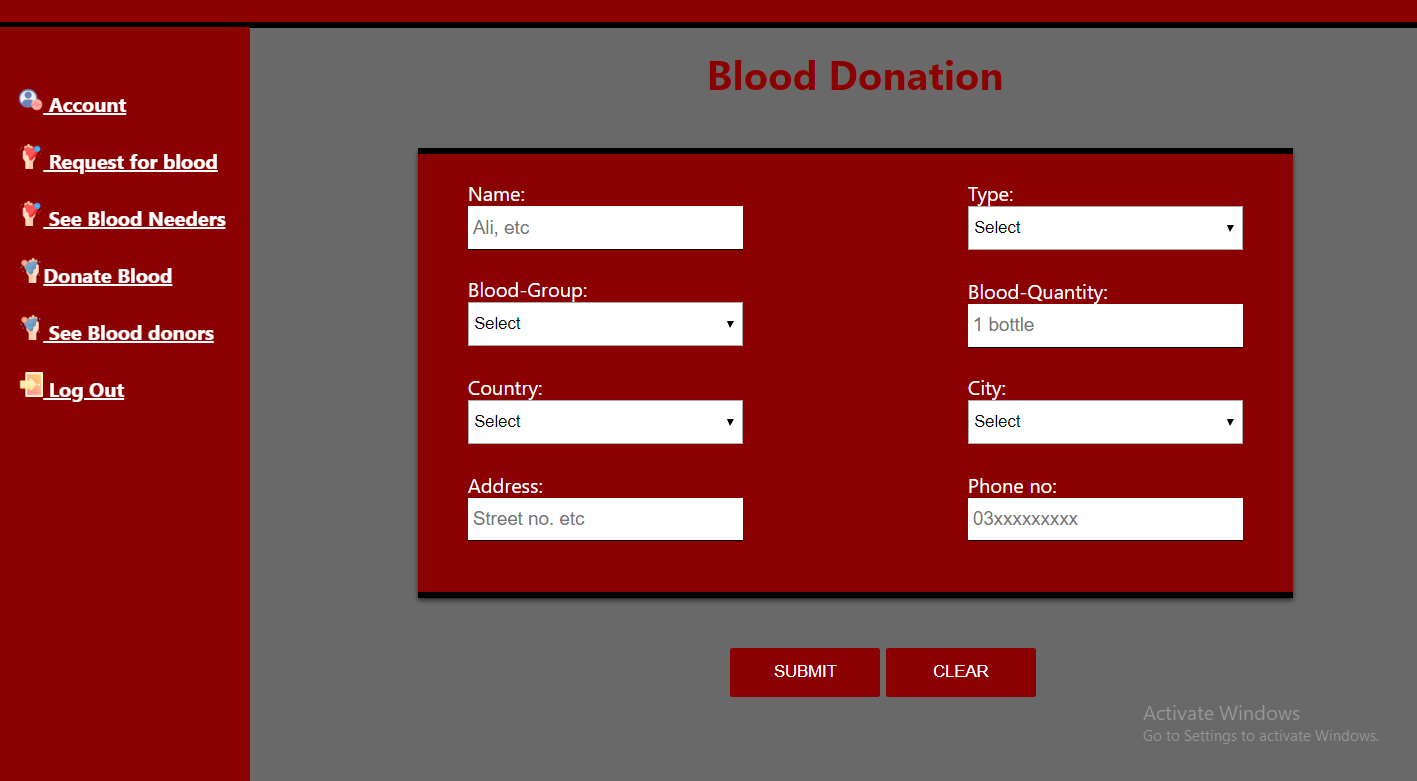 Blood Donation
Account
Request for blood
See Blood Needers
Donate Blood
See Blood donors
Log Out
Name:
Ali, etc
Type:
Select
Blood-Group:
Select
Blood-Quantity:
1 bottle
Country:
Select
City:
Select
Address:
Street no. etc
Phone no:
03xxxxxxxxx
SUBMIT
CLEAR
Activate Windows
Go to Settings to activate Windows.